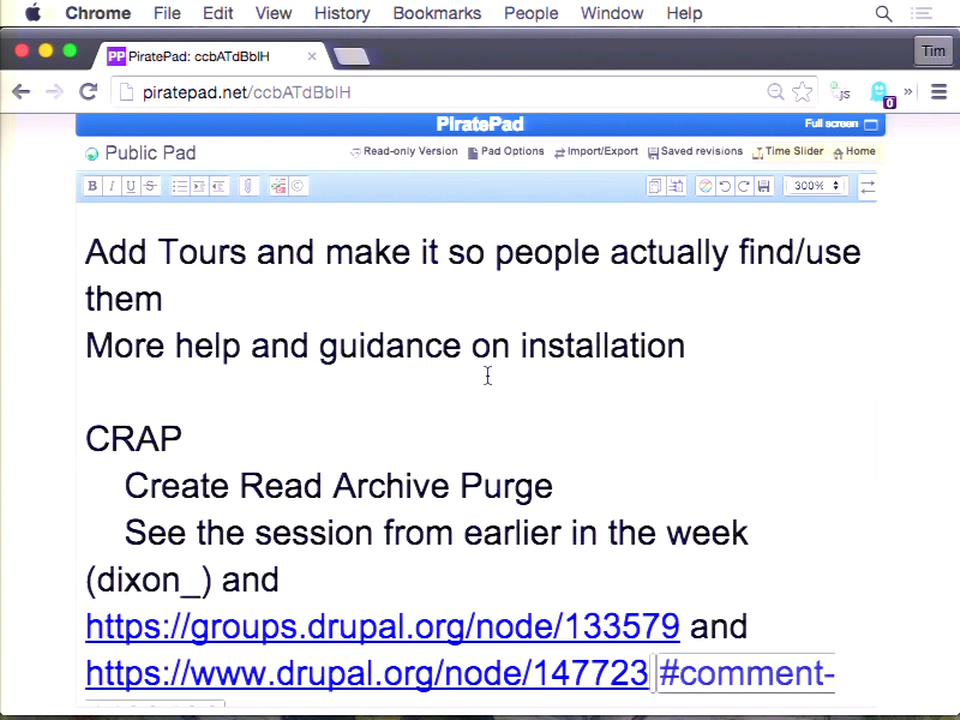 Chrome File Edit View History Bookmarks People Window Help
PP PiratePad: ccbATdBblH × Tim
piratepad.net/ccbATdBblH JS 0 »
PiratePad Full screen
Public Pad Read-only Version Pad Options Import/Export Saved revisions Time Slider Home
B I U S 300%
Add Tours and make it so people actually find/use
them
More help and guidance on installation
CRAP
Create Read Archive Purge
See the session from earlier in the week
(dixon_) and
https://groups.drupal.org/node/133579 and
https://www.drupal.org/node/147723 #comment-